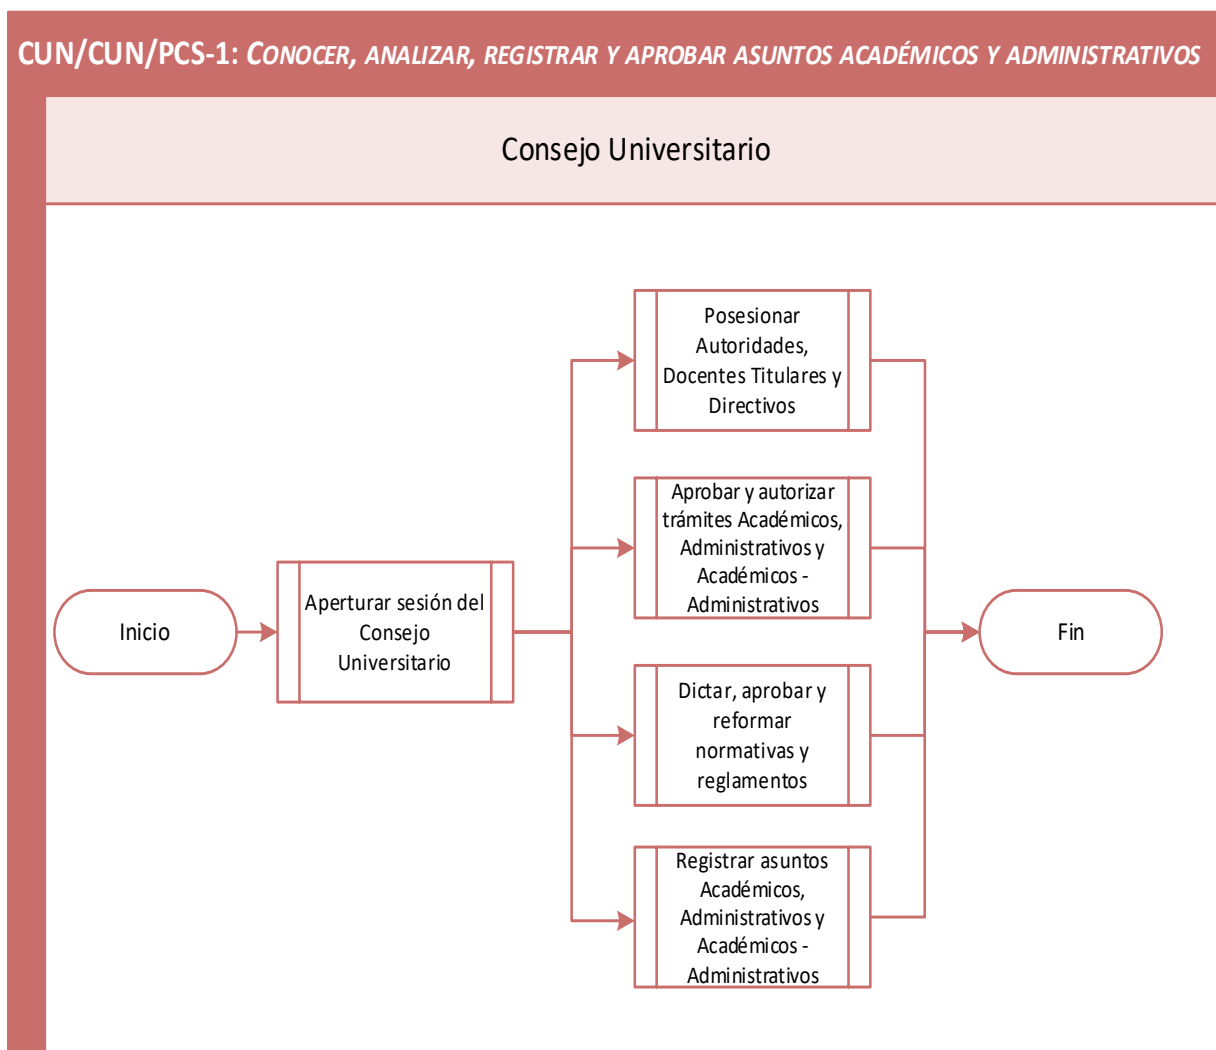 CUN/CUN/PCS-1: CONOCER, ANALIZAR, REGISTRAR Y APROBAR ASUNTOS ACADÉMICOS Y ADMINISTRATIVOS
Consejo Universitario
Inicio
Aperturar sesión del
Consejo
Universitario
Posesionar
Autoridades,
Docentes Titulares y
Directivos
Aprobar y autorizar
trámites Académicos,
Administrativos y
Académicos -
Administrativos
Dictar, aprobar y
reformar
normativas y
reglamentos
Registrar asuntos
Académicos,
Administrativos y
Académicos -
Administrativos
Fin